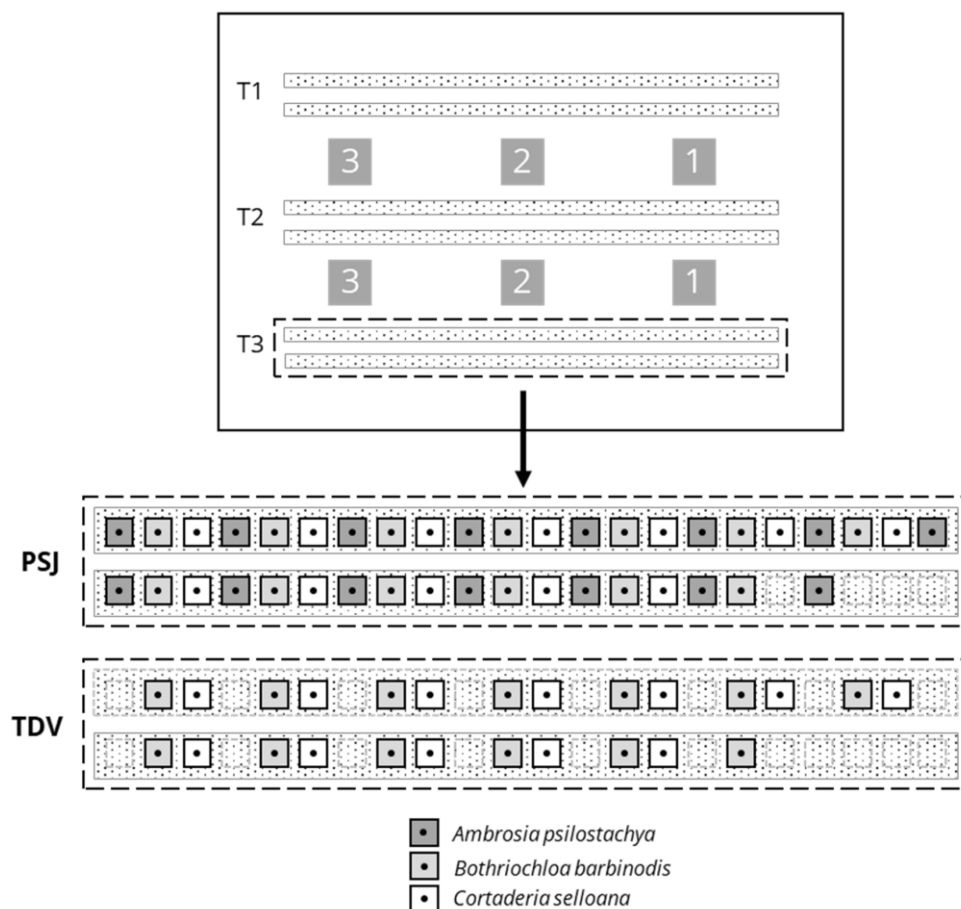 T1
3 2 1
T2
3 2 1
T3
PSJ
TDV
Ambrosia psilostachya
Bothriochloa barbinodis
Cortaderia selloana